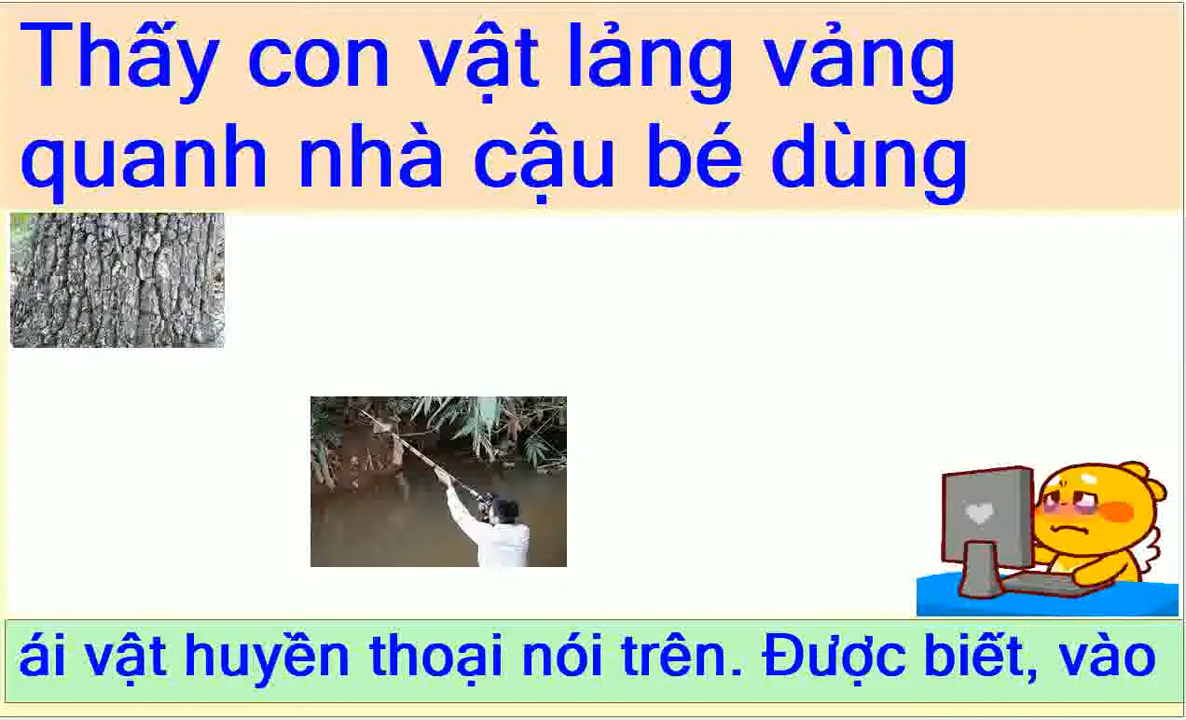 Thấy con vật lảng vảng
quanh nhà cậu bé dùng
ái vật huyền thoại nói trên. Được biết, vào